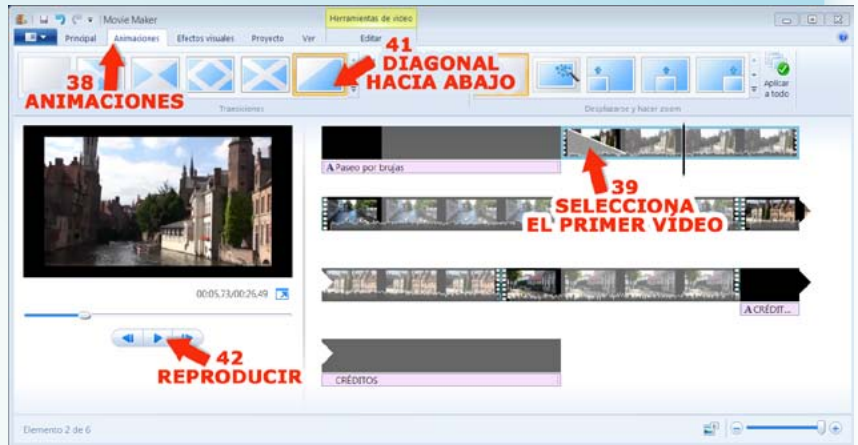 Movie Maker
Herramientas de video
Principal Animaciones Efectos visuales Proyecto Ver Editar
41
DIAGONAL
HACIA ABAJO
38
ANIMACIONES
Aplicar
a todo
Transiciones
Desplazarse y hacer zoom
A Paseo por brujas
39
SELECCIONA
EL PRIMER VÍDEO
00:05,73/00:26,49
A CRÉDIT...
42
REPRODUCIR
CRÉDITOS
Elemento 2 de 6